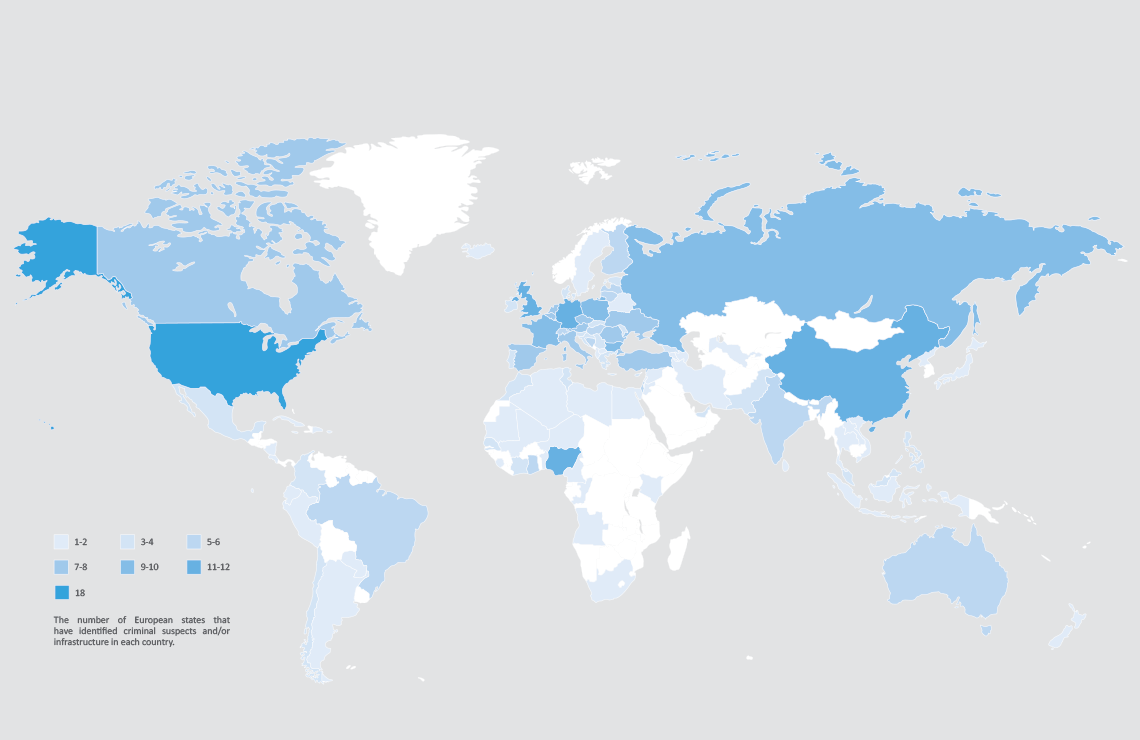 1-2 3-4 5-6
7-8 9-10 11-12
18
The number of European states that
have identified criminal suspects and/or
infrastructure in each country.